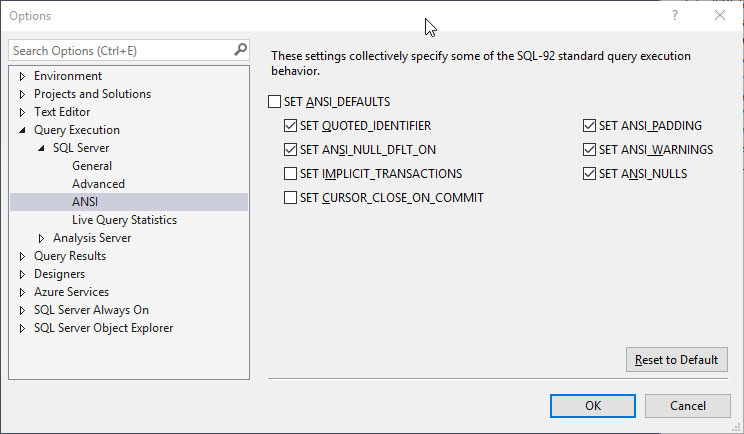 Options
?
Search Options (Ctrl+E)
Environment
Projects and Solutions
Text Editor
Query Execution
SQL Server
General
Advanced
ANSI
Live Query Statistics
Analysis Server
Query Results
Designers
Azure Services
SQL Server Always On
SQL Server Object Explorer
These settings collectively specify some of the SQL-92 standard query execution
behavior.
SET ANSI_DEFAULTS
SET QUOTED_IDENTIFIER
SET ANSI_PADDING
SET ANSI_NULL_DFLT_ON
SET ANSI_WARNINGS
SET IMPLICIT_TRANSACTIONS
SET ANSI_NULLS
SET CURSOR_CLOSE_ON_COMMIT
Reset to Default
OK
Cancel